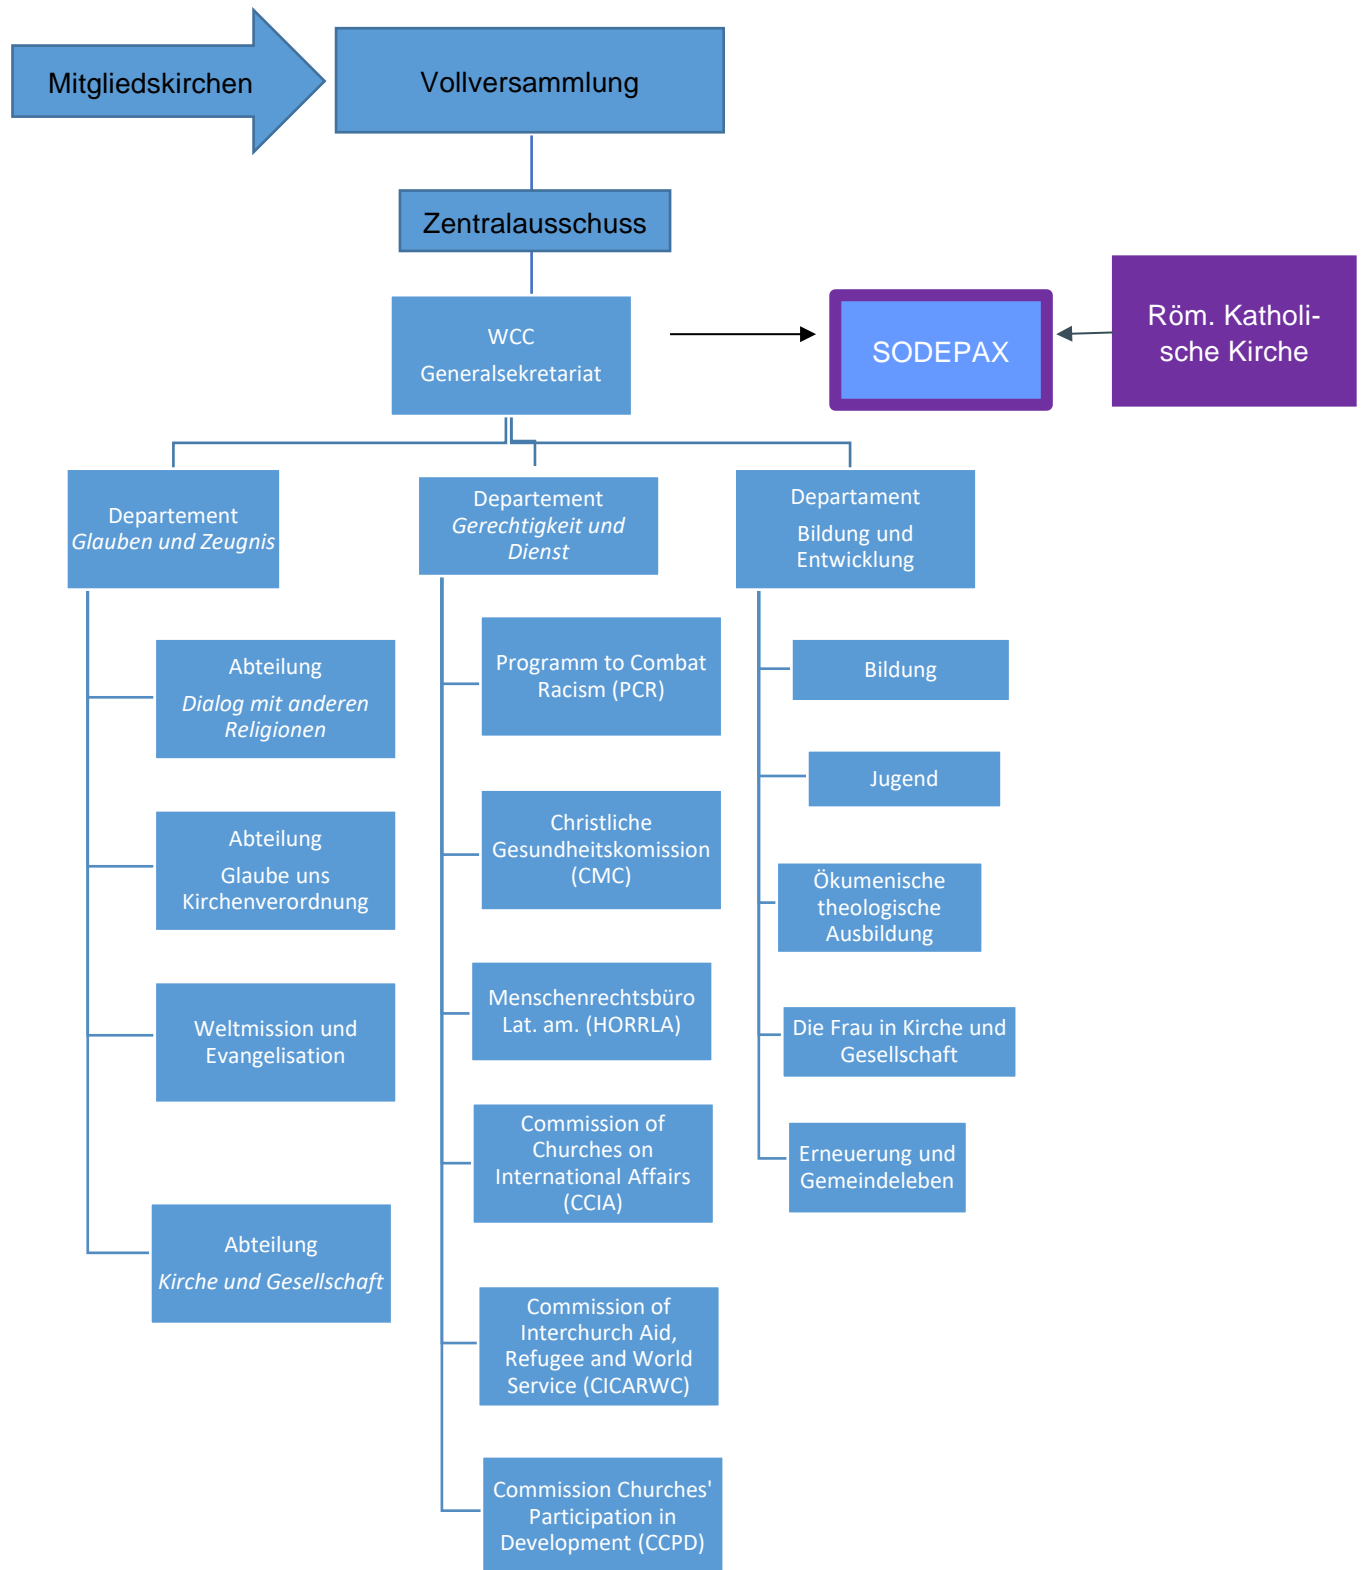 Mitgliedskirchen
Vollversammlung
Zentralausschuss
WCC
Generalsekretariat
SODEPAX
Röm. Katholi-
sche Kirche
Departement
Glauben und Zeugnis
Abteilung
Dialog mit anderen
Religionen
Abteilung
Glaube uns
Kirchenverordnung
Weltmission und
Evangelisation
Abteilung
Kirche und Gesellschaft
Departement
Gerechtigkeit und
Dienst
Programm to Combat
Racism (PCR)
Christliche
Gesundheitskomission
(CMC)
Menschenrechtsbüro
Lat. am. (HORRLA)
Commission of
Churches on
International Affairs
(CCIA)
Commission of
Interchurch Aid,
Refugee and World
Service (CICARWC)
Commission Churches'
Participation in
Development (CCPD)
Departament
Bildung und
Entwicklung
Bildung
Jugend
Ökumenische
theologische
Ausbildung
Die Frau in Kirche und
Gesellschaft
Erneuerung und
Gemeindeleben